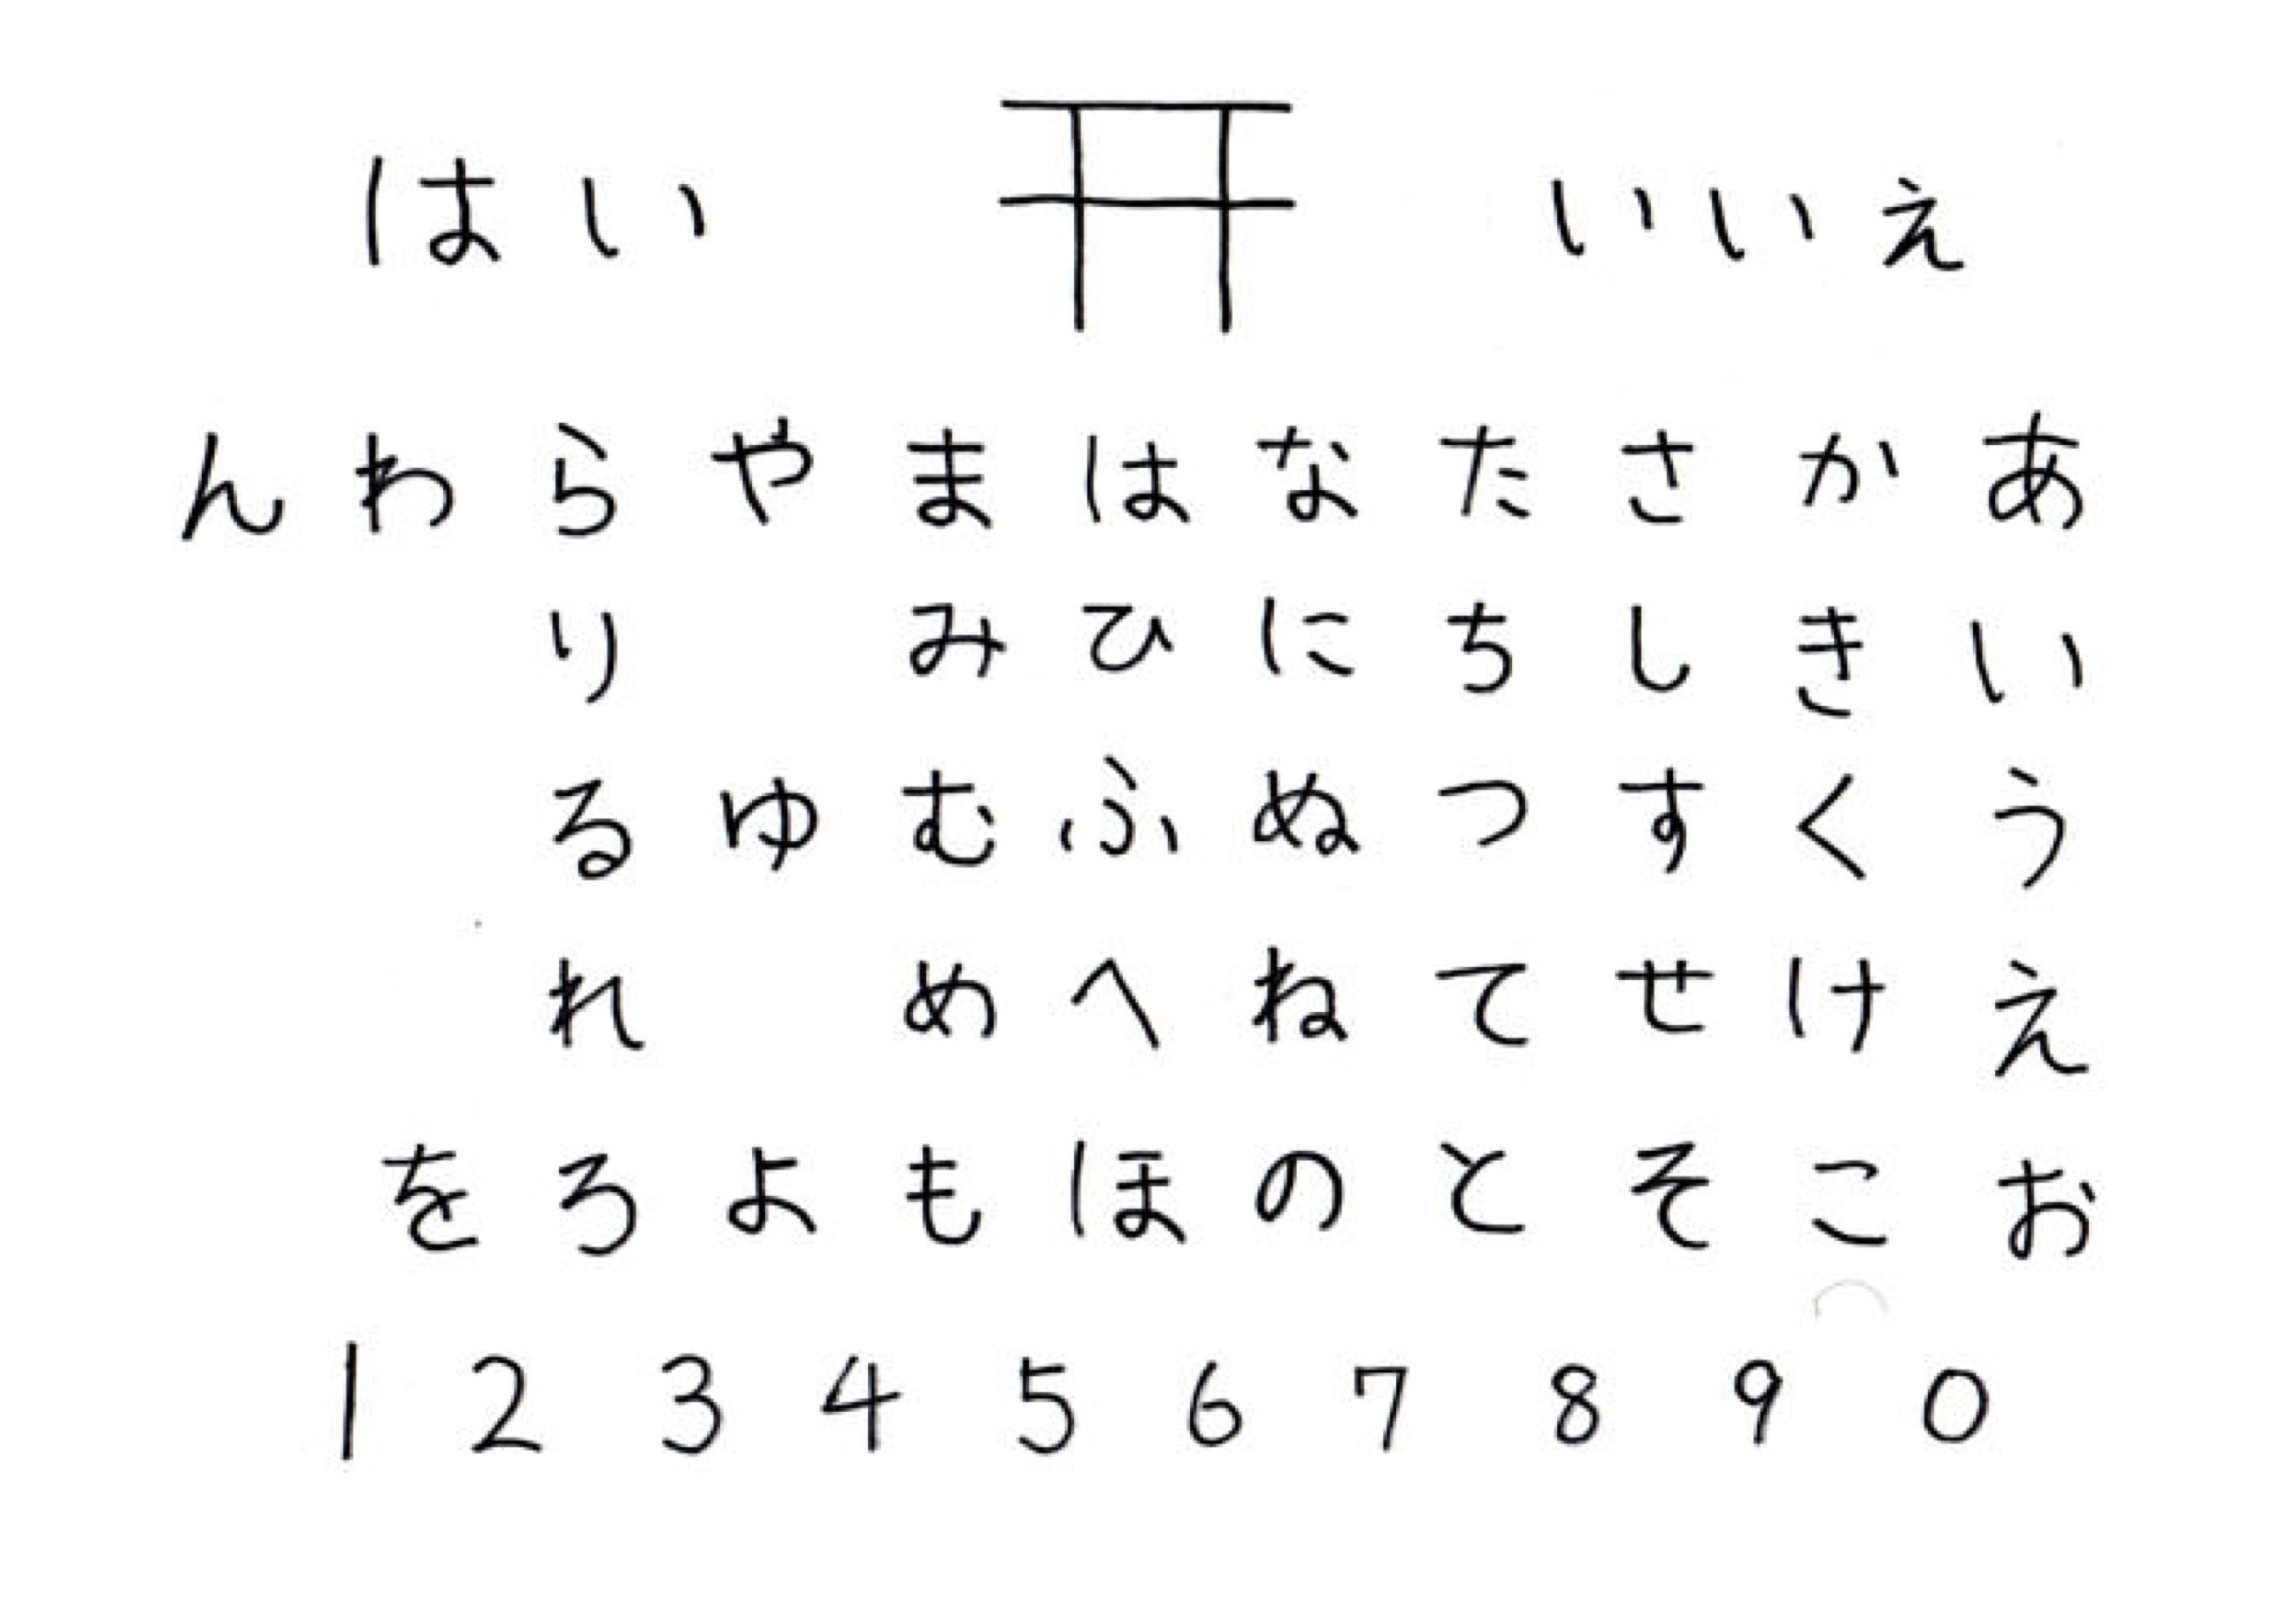 はい いいえ
んわらやまはなたさかあ
り みひにちしきい
るゆむふぬつすくう
れ めへねてせけえ
をろよもほのとそこお
1 2 3 4 5 6 7 8 9 0